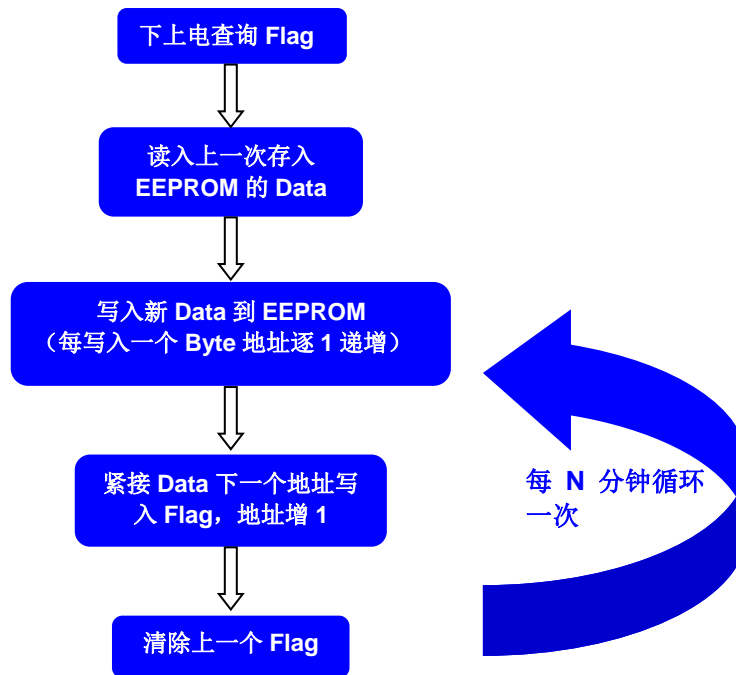 下上电查询 Flag
读入上一次存入
EEPROM 的 Data
写入新 Data 到 EEPROM
（每写入一个 Byte 地址逐 1 递增）
紧接 Data 下一个地址写
入 Flag，地址增 1
每 N 分钟循环
一次
清除上一个 Flag